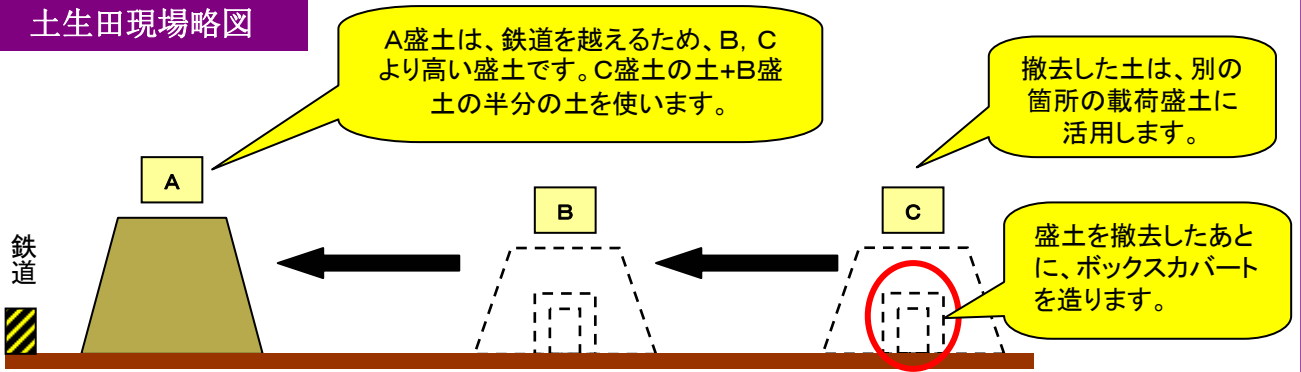 土生田現場略図
A盛土は、鉄道を越えるため、B, C
より高い盛土です。C盛土の土+B盛
土の半分の土を使います。
撤去した土は、別の
箇所の載荷盛土に
活用します。
A
B
C
盛土を撤去したあと
に、ボックスカバート
を造ります。
鉄道